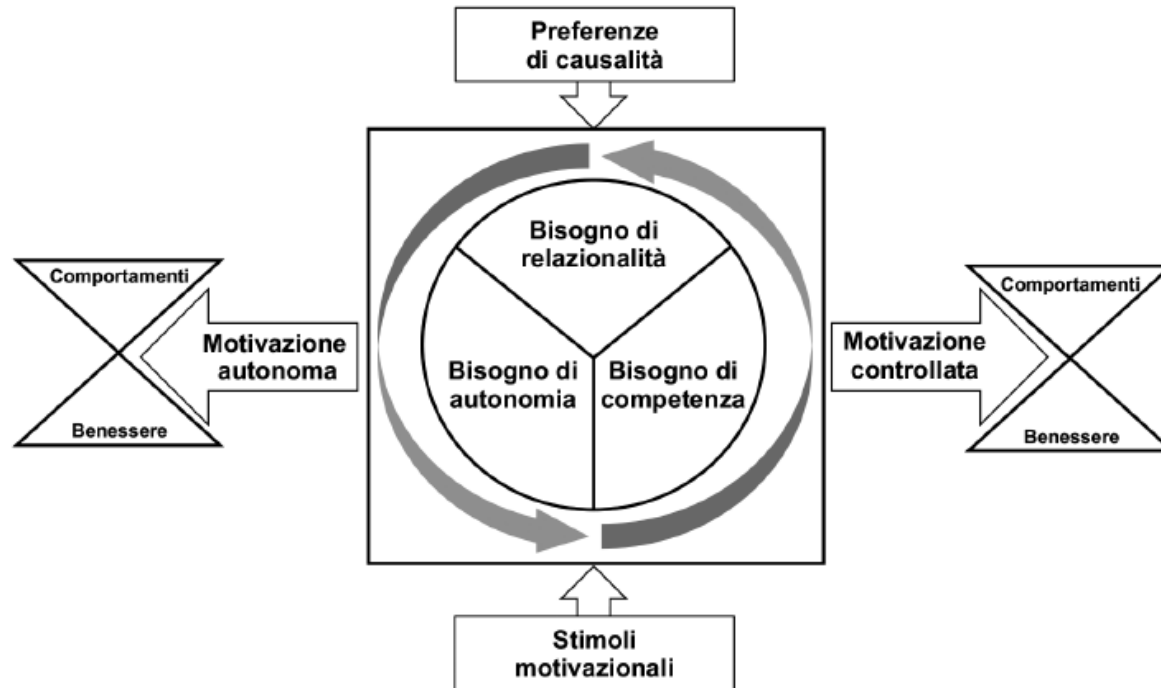 Preferenze
di causalità
Bisogno di
relazionalità
Comportamenti
Motivazione
autonoma
Benessere
Bisogno di
autonomia
Bisogno di
competenza
Motivazione
controllata
Comportamenti
Benessere
Stimoli
motivazionali